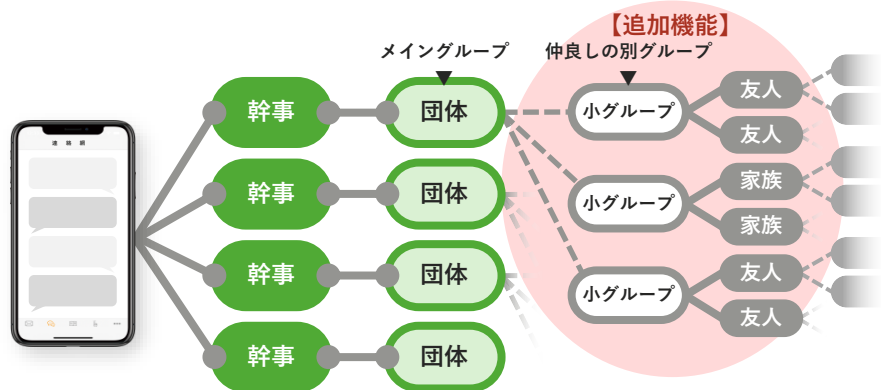 【追加機能】
メイングループ
仲良しの別グループ
連絡網
幹事
団体
小グループ
友人
友人
幹事
団体
小グループ
家族
家族
幹事
団体
小グループ
友人
友人
幹事
団体